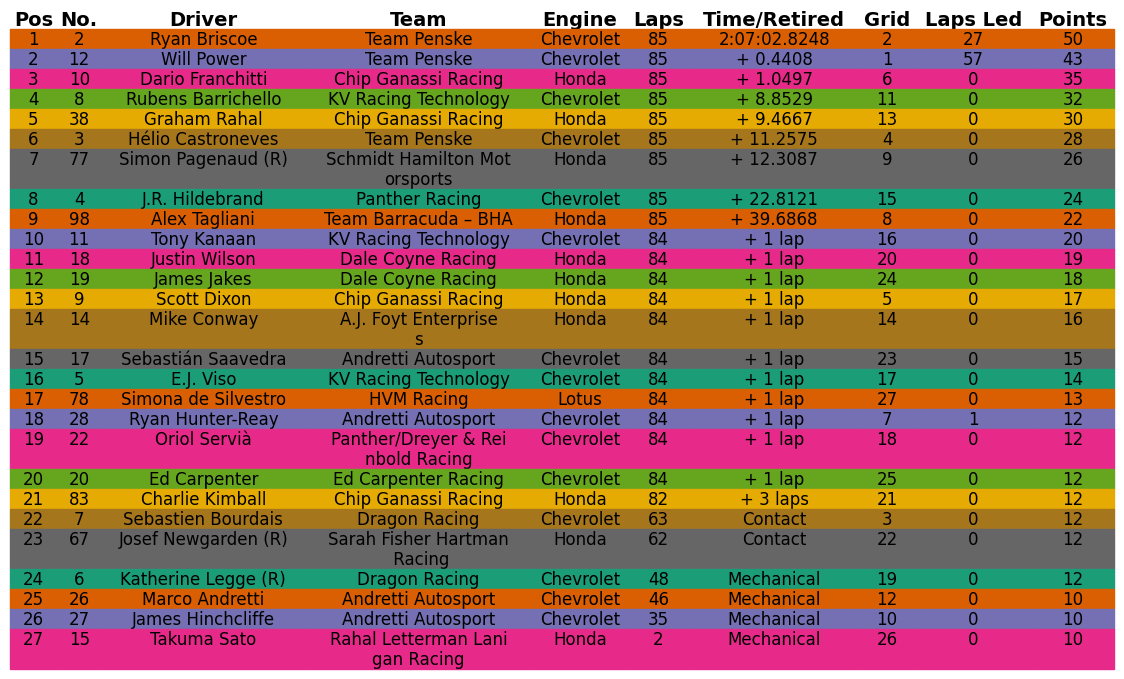 Pos No. Driver Team Engine Laps Time/Retired Grid Laps Led Points
1 2 Ryan Briscoe Team Penske Chevrolet 85 2:07:02.8248 2 27 50
2 12 Will Power Team Penske Chevrolet 85 + 0.4408 1 57 43
3 10 Dario Franchitti Chip Ganassi Racing Honda 85 + 1.0497 6 0 35
4 8 Rubens Barrichello KV Racing Technology Chevrolet 85 + 8.8529 11 0 32
5 38 Graham Rahal Chip Ganassi Racing Honda 85 + 9.4667 13 0 30
6 3 Hélio Castroneves Team Penske Chevrolet 85 + 11.2575 4 0 28
7 77 Simon Pagenaud (R) Schmidt Hamilton Mot Honda 85 + 12.3087 9 0 26
orsports
8 4 J.R. Hildebrand Panther Racing Chevrolet 85 + 22.8121 15 0 24
9 98 Alex Tagliani Team Barracuda – BHA Honda 85 + 39.6868 8 0 22
10 11 Tony Kanaan KV Racing Technology Chevrolet 84 + 1 lap 16 0 20
11 18 Justin Wilson Dale Coyne Racing Honda 84 + 1 lap 20 0 19
12 19 James Jakes Dale Coyne Racing Honda 84 + 1 lap 24 0 18
13 9 Scott Dixon Chip Ganassi Racing Honda 84 + 1 lap 5 0 17
14 14 Mike Conway A.J. Foyt Enterprise Honda 84 + 1 lap 14 0 16
s
15 17 Sebastián Saavedra Andretti Autosport Chevrolet 84 + 1 lap 23 0 15
16 5 E.J. Viso KV Racing Technology Chevrolet 84 + 1 lap 17 0 14
17 78 Simona de Silvestro HVM Racing Lotus 84 + 1 lap 27 0 13
18 28 Ryan Hunter-Reay Andretti Autosport Chevrolet 84 + 1 lap 7 1 12
19 22 Oriol Servià Panther/Dreyer & Rei Chevrolet 84 + 1 lap 18 0 12
nbold Racing
20 20 Ed Carpenter Ed Carpenter Racing Chevrolet 84 + 1 lap 25 0 12
21 83 Charlie Kimball Chip Ganassi Racing Honda 82 + 3 laps 21 0 12
22 7 Sebastien Bourdais Dragon Racing Chevrolet 63 Contact 3 0 12
23 67 Josef Newgarden (R) Sarah Fisher Hartman Honda 62 Contact 22 0 12
Racing
24 6 Katherine Legge (R) Dragon Racing Chevrolet 48 Mechanical 19 0 12
25 26 Marco Andretti Andretti Autosport Chevrolet 46 Mechanical 12 0 10
26 27 James Hinchcliffe Andretti Autosport Chevrolet 35 Mechanical 10 0 10
27 15 Takuma Sato Rahal Letterman Lani Honda 2 Mechanical 26 0 10
gan Racing